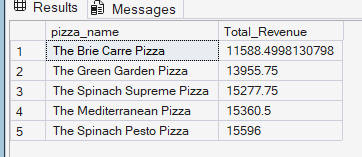 Results Messages
pizza_name Total_Revenue
1 The Brie Carre Pizza 11588.4998130798
2 The Green Garden Pizza 13955.75
3 The Spinach Supreme Pizza 15277.75
4 The Mediterranean Pizza 15360.5
5 The Spinach Pesto Pizza 15596